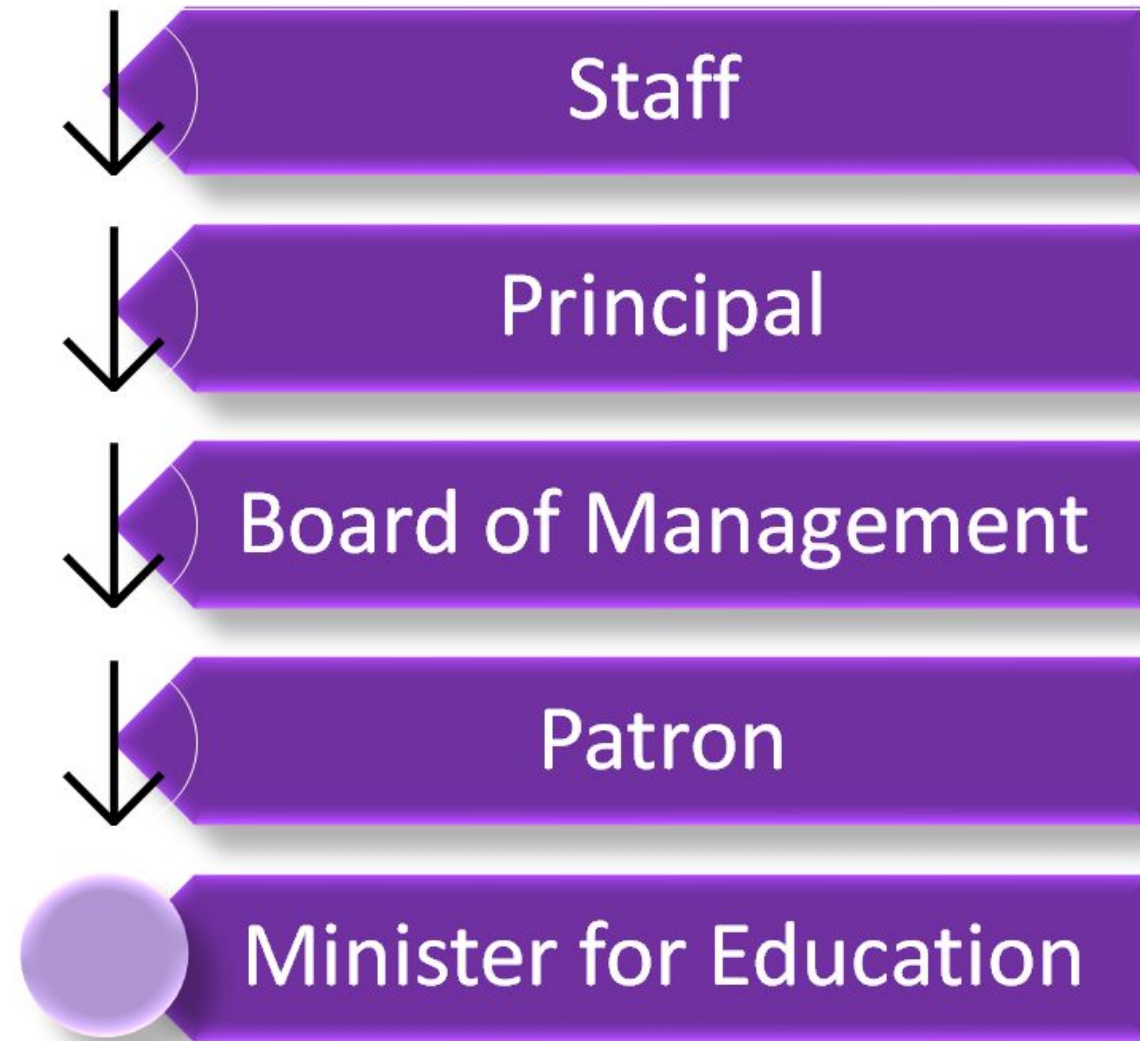 Staff
Principal
Board of Management
Patron
Minister for Education